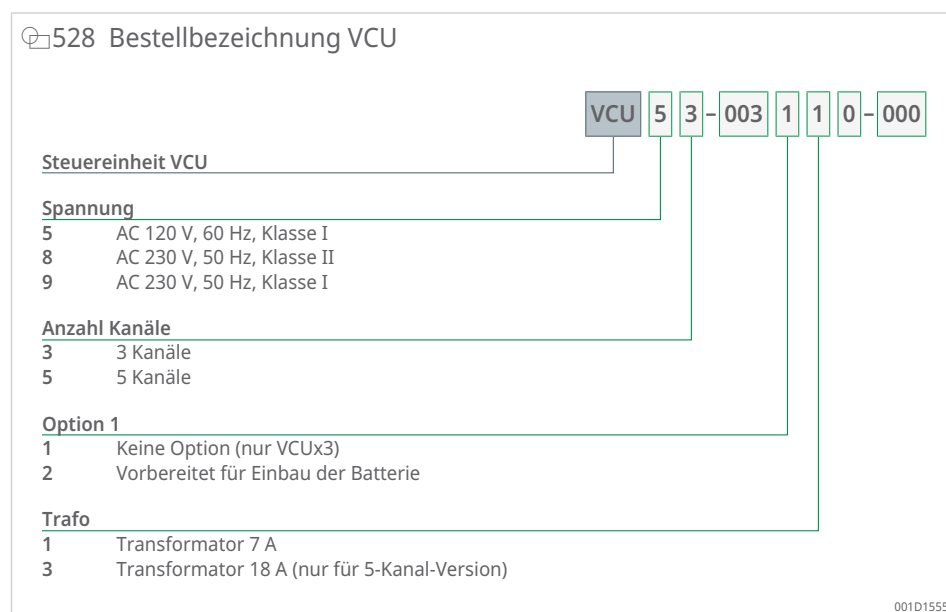 528 Bestellbezeichnung VCU
VCU 5 3 – 003 1 1 0 – 000
Steuereinheit VCU
Spannung
5 AC 120 V, 60 Hz, Klasse I
8 AC 230 V, 50 Hz, Klasse II
9 AC 230 V, 50 Hz, Klasse I
Anzahl Kanäle
3 3 Kanäle
5 5 Kanäle
Option 1
1 Keine Option (nur VCUx3)
2 Vorbereitet für Einbau der Batterie
Trafo
1 Transformator 7 A
3 Transformator 18 A (nur für 5-Kanal-Version)
001D1555